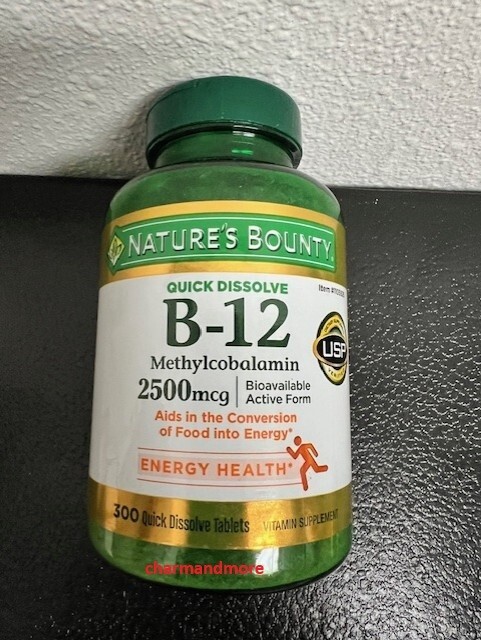 NATURE'S BOUNTY
QUICK DISSOLVE
Item #
B-12
USP
Methylcobalamin
2500mcg
Bioavailable
Active Form
Aids in the Conversion
of Food into Energy*
ENERGY HEALTH*
300 Quick Dissolve Tablets VITAMIN SUPPLEMENT
charmandmore